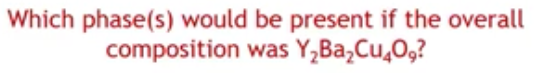 Which phase(s) would be present if the overall
composition was Y₂Ba₂Cu₄O₉?